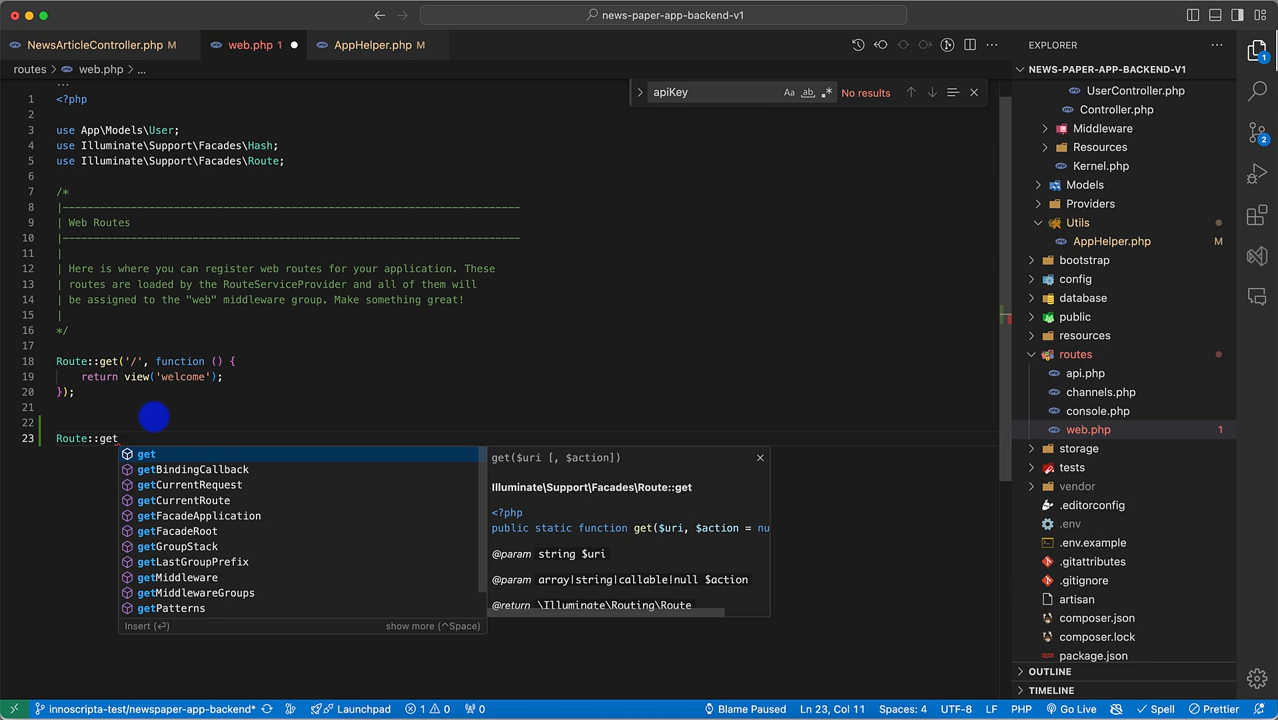 news-paper-app-backend-v1
NewsArticleController.php M
web.php 1
AppHelper.php M
EXPLORER
routes > web.php > ...
NEWS-PAPER-APP-BACKEND-V1
apiKey
Aa
ab
No results
UserController.php
Controller.php
Middleware
Resources
Kernel.php
Models
Providers
Utils
AppHelper.php M
bootstrap
config
database
public
resources
routes
api.php
channels.php
console.php
web.php 1
storage
tests
vendor
.editorconfig
.env
.env.example
.gitattributes
.gitignore
artisan
composer.json
composer.lock
package.json
OUTLINE
TIMELINE
1
2
...
1 <?php
2
3 use App\Models\User;
4 use Illuminate\Support\Facades\Hash;
5 use Illuminate\Support\Facades\Route;
6
7 /*
8 |--------------------------------------------------------------------------
9 | Web Routes
10 |--------------------------------------------------------------------------
11 |
12 | Here is where you can register web routes for your application. These
13 | routes are loaded by the RouteServiceProvider and all of them will
14 | be assigned to the "web" middleware group. Make something great!
15 |
16 */
17
18 Route::get('/', function () {
19 return view('welcome');
20 });
21
22
23 Route::get
get
getBindingCallback
getCurrentRequest
getCurrentRoute
getFacadeApplication
getFacadeRoot
getGroupStack
getLastGroupPrefix
getMiddleware
getMiddlewareGroups
getPatterns
Insert (⏎) show more (^Space)
get($uri [, $action])
Illuminate\Support\Facades\Route::get
<?php
public static function get($uri, $action = nu
@param string $uri
@param array|string|callable|null $action
@return \Illuminate\Routing\Route
innoscripta-test/newspaper-app-backend*
Launchpad
1 0
0
Blame Paused
Ln 23, Col 11
Spaces: 4
UTF-8
LF
PHP
Go Live
Spell
Prettier